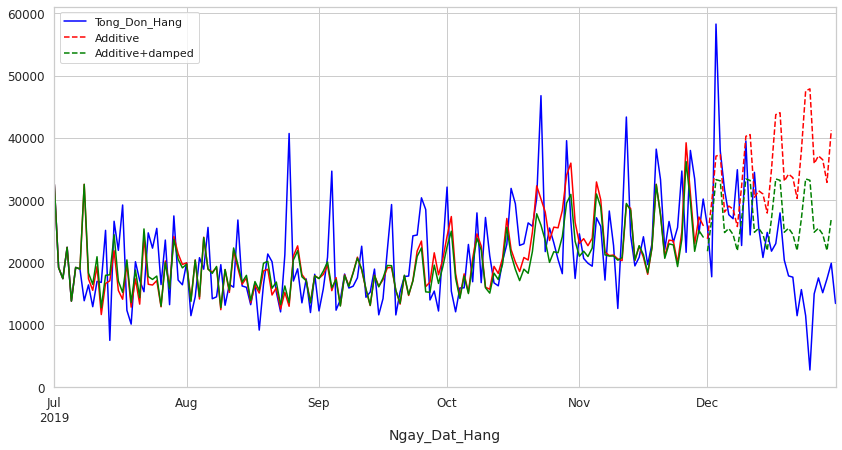 60000
50000
40000
30000
20000
10000
0
Tong_Don_Hang
Additive
Additive+damped
Jul Aug Sep Oct Nov Dec
2019
Ngay_Dat_Hang